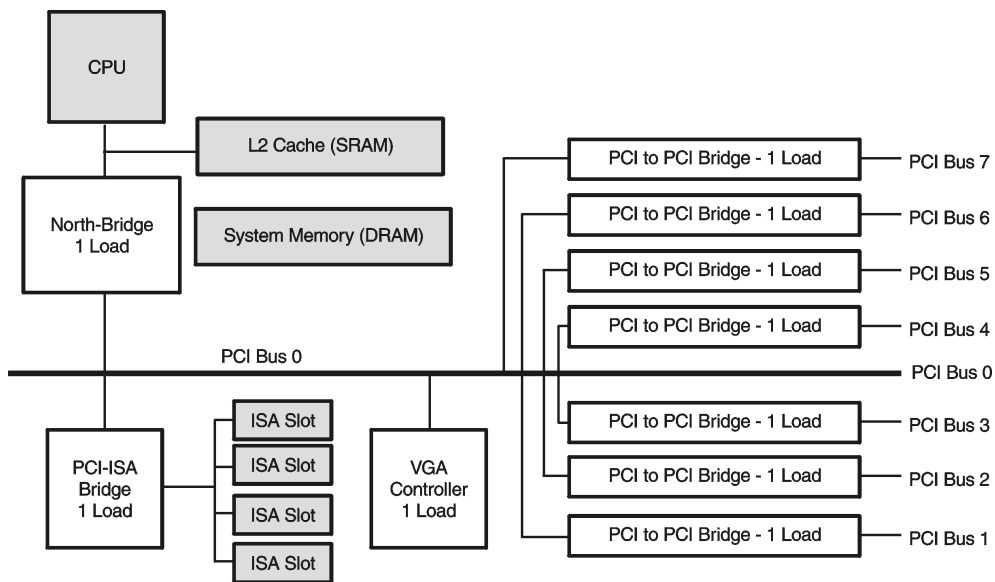 CPU
L2 Cache (SRAM)
North-Bridge
1 Load
System Memory (DRAM)
PCI to PCI Bridge - 1 Load
PCI Bus 7
PCI to PCI Bridge - 1 Load
PCI Bus 6
PCI to PCI Bridge - 1 Load
PCI Bus 5
PCI to PCI Bridge - 1 Load
PCI Bus 4
PCI Bus 0
PCI Bus 0
ISA Slot
ISA Slot
ISA Slot
ISA Slot
PCI-ISA
Bridge
1 Load
VGA
Controller
1 Load
PCI to PCI Bridge - 1 Load
PCI Bus 3
PCI to PCI Bridge - 1 Load
PCI Bus 2
PCI to PCI Bridge - 1 Load
PCI Bus 1